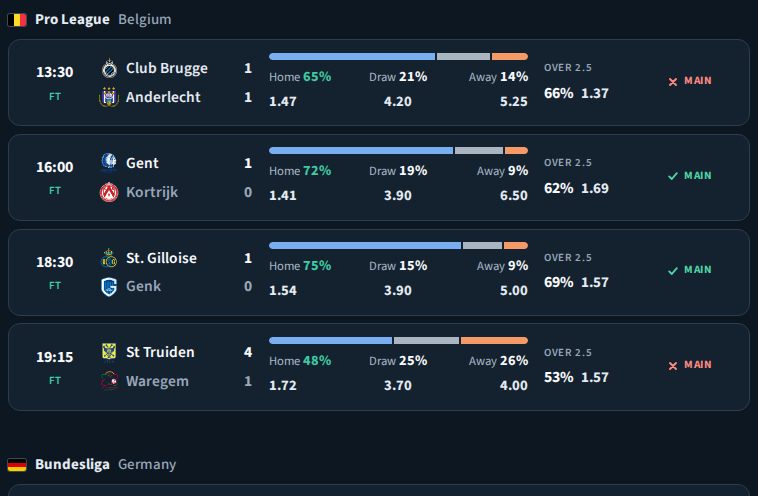 Pro League Belgium
13:30
FT
Club Brugge 1
Anderlecht 1
Home 65% Draw 21% Away 14%
1.47 4.20 5.25
OVER 2.5
66% 1.37
MAIN
16:00
FT
Gent 1
Kortrijk 0
Home 72% Draw 19% Away 9%
1.41 3.90 6.50
OVER 2.5
62% 1.69
MAIN
18:30
FT
St. Gilloise 1
Genk 0
Home 75% Draw 15% Away 9%
1.54 3.90 5.00
OVER 2.5
69% 1.57
MAIN
19:15
FT
St Truiden 4
Waregem 1
Home 48% Draw 25% Away 26%
1.72 3.70 4.00
OVER 2.5
53% 1.57
MAIN
Bundesliga Germany